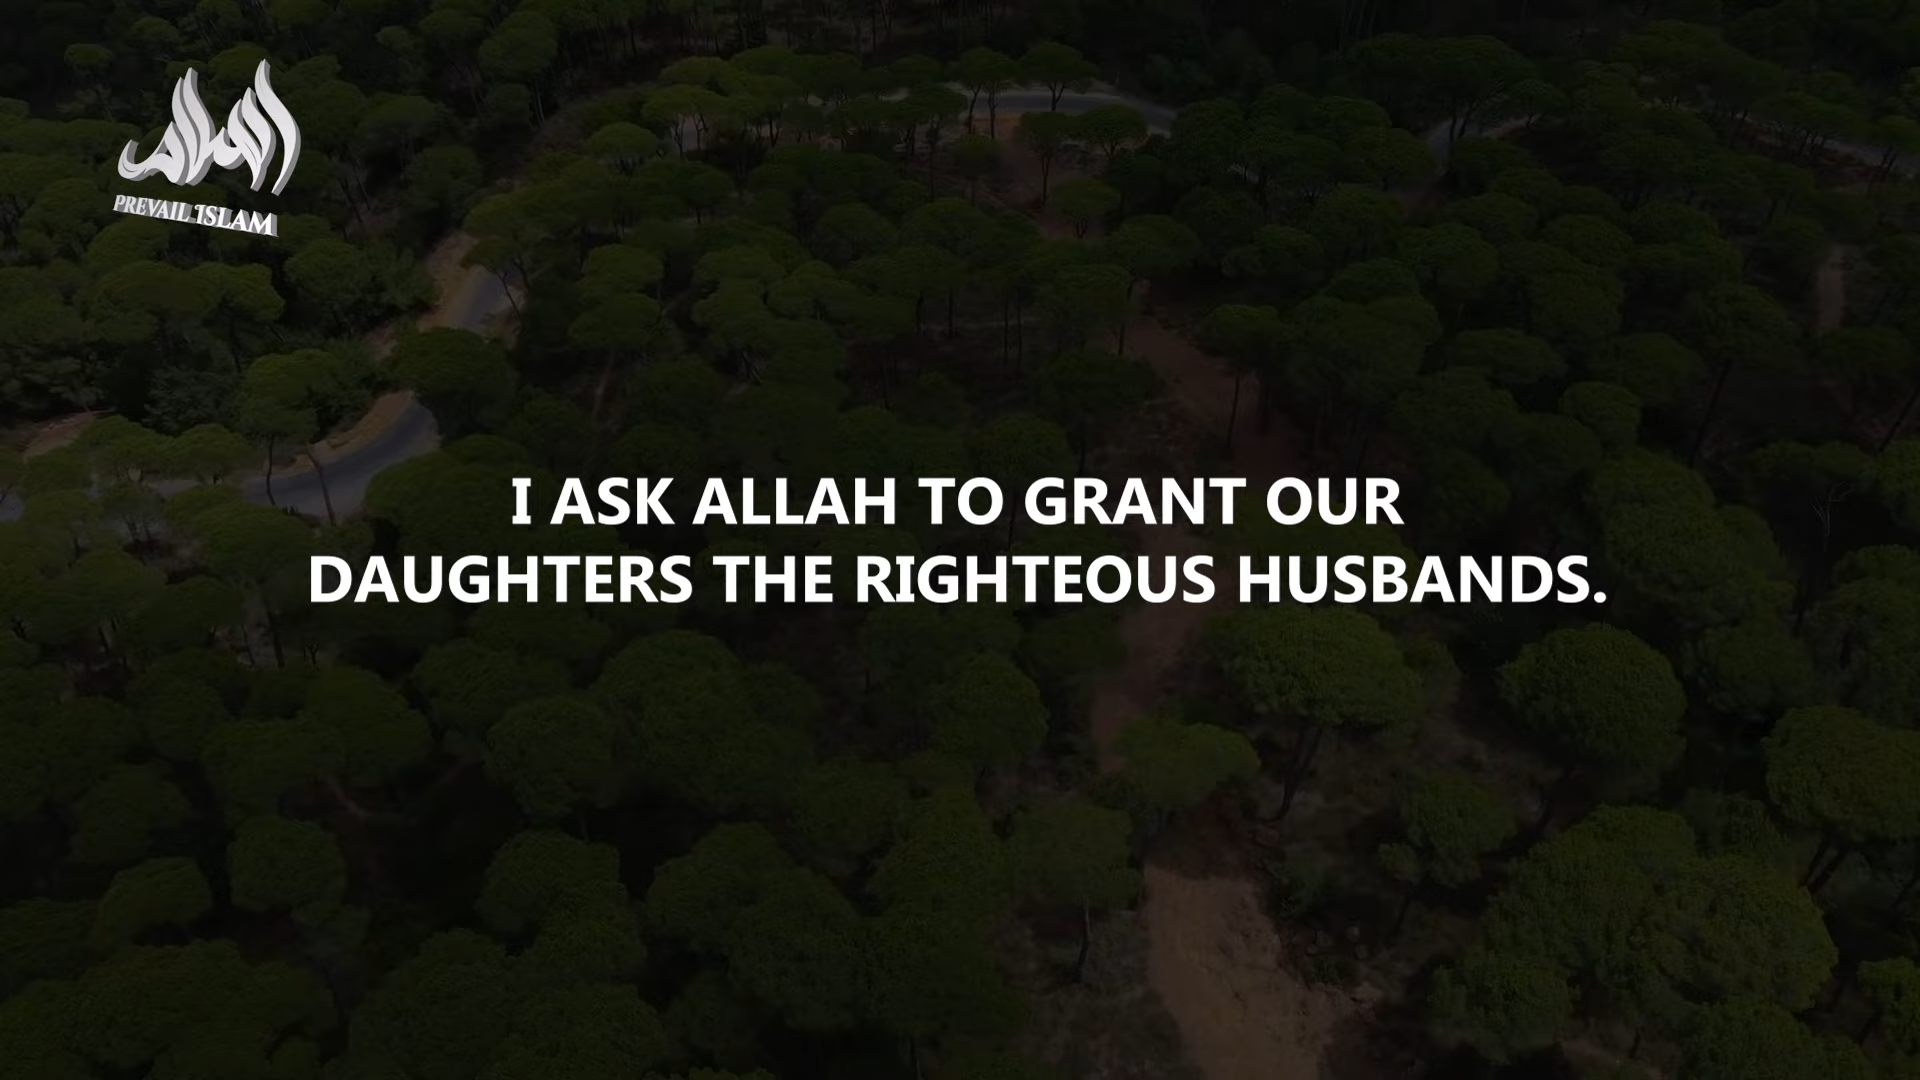 PREVAIL ISLAM
I ASK ALLAH TO GRANT OUR
DAUGHTERS THE RIGHTEOUS HUSBANDS.